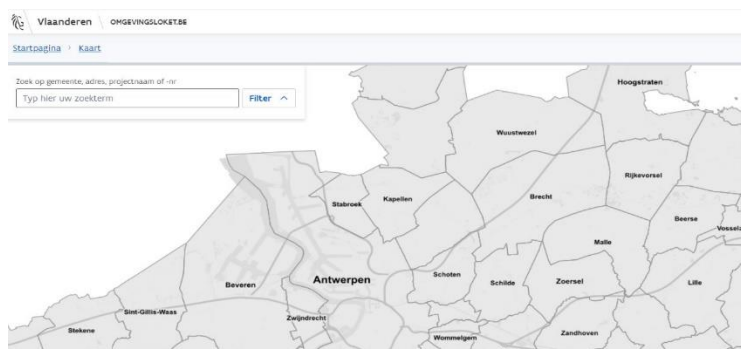 Vlaanderen OMGEVINGSLOKET.BE
Startpagina Kaart
Zoek op gemeente, adres, projectnaam of -nr
Typ hier uw zoekterm
Filter
Hoogstraten
Wuustwezel
Rijkevorsel
Kapellen
Stabroek
Brecht
Beerse
Vossela
Malle
Antwerpen
Schoten
Schilde
Zoersel
Lille
Beveren
Sint-Gillis-Waas
Zwijndrecht
Stekene
Wommelgem
Zandhoven